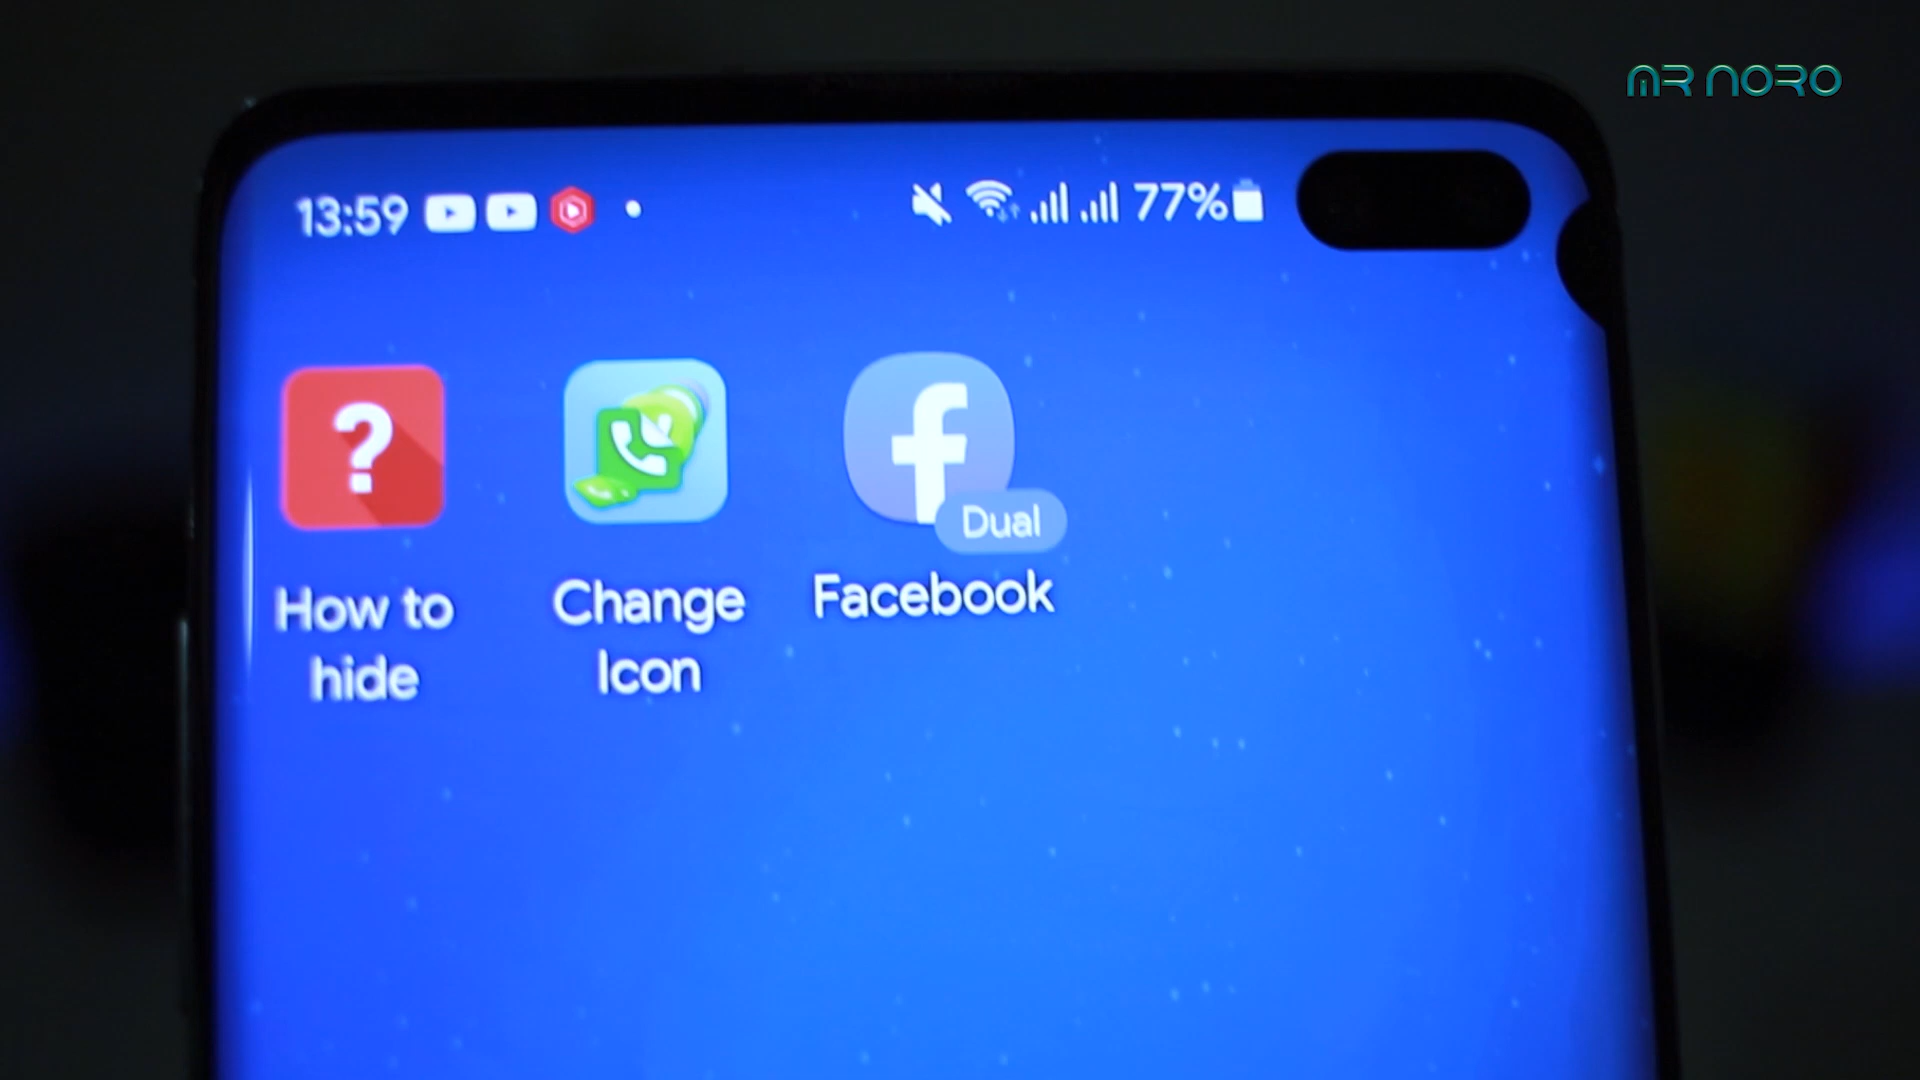 MR NORO
13:59
77%
?
f
Dual
How to
hide
Change
Icon
Facebook